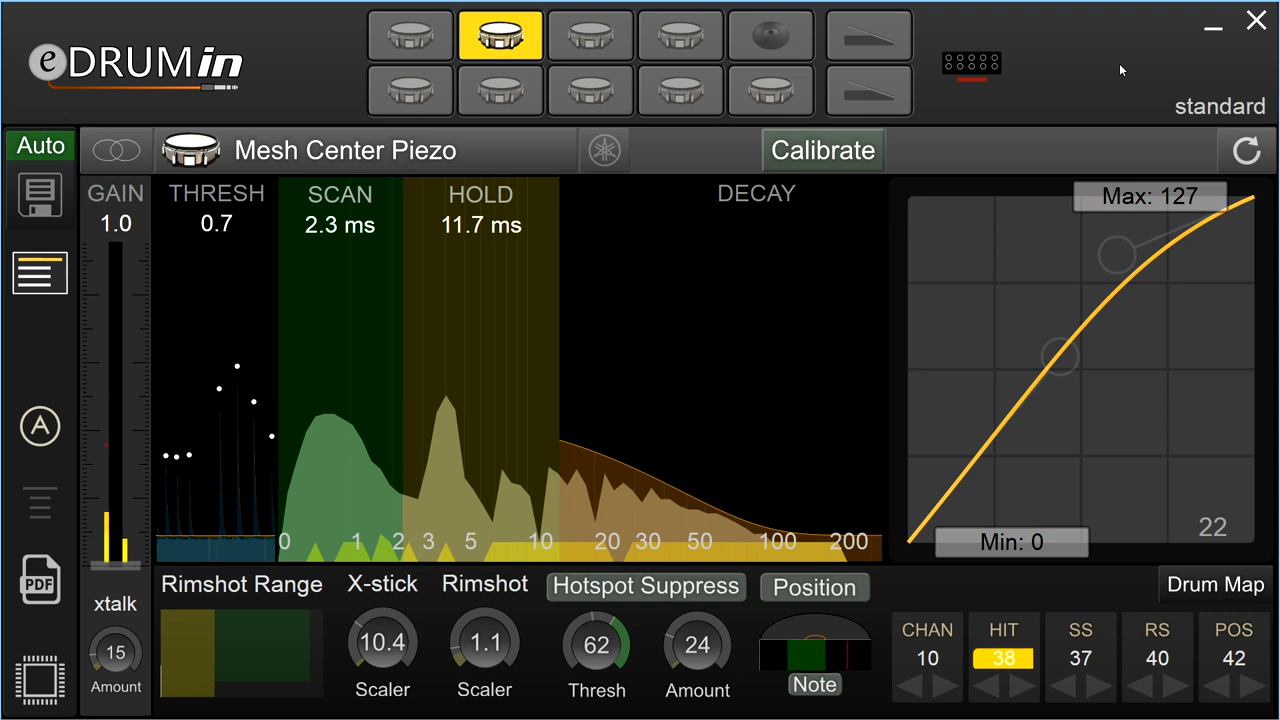 eDRUMin
standard
Auto
Mesh Center Piezo
Calibrate
GAIN
1.0
THRESH
0.7
SCAN
2.3 ms
HOLD
11.7 ms
DECAY
Max: 127
0 1 2 3 5 10 20 30 50 100 200
Min: 0
22
A
PDF
xtalk
15
Amount
Rimshot Range
X-stick
10.4
Scaler
Rimshot
1.1
Scaler
Hotspot Suppress
62
Thresh
24
Amount
Position
Note
Drum Map
CHAN HIT SS RS POS
10 38 37 40 42